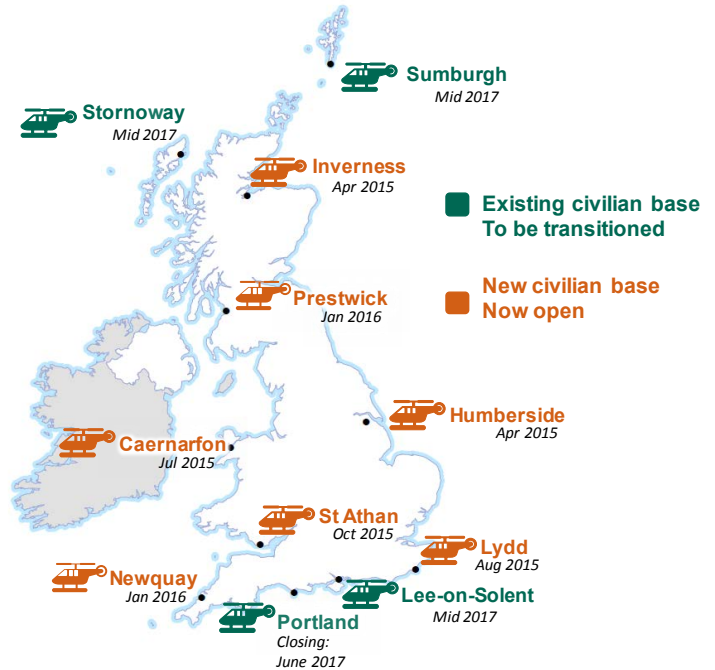 Sumburgh
Mid 2017
Stornoway
Mid 2017
Inverness
Apr 2015
Existing civilian base
To be transitioned
New civilian base
Now open
Prestwick
Jan 2016
Humberside
Apr 2015
Caernarfon
Jul 2015
St Athan
Oct 2015
Lydd
Aug 2015
Newquay
Jan 2016
Lee-on-Solent
Mid 2017
Portland
Closing:
June 2017